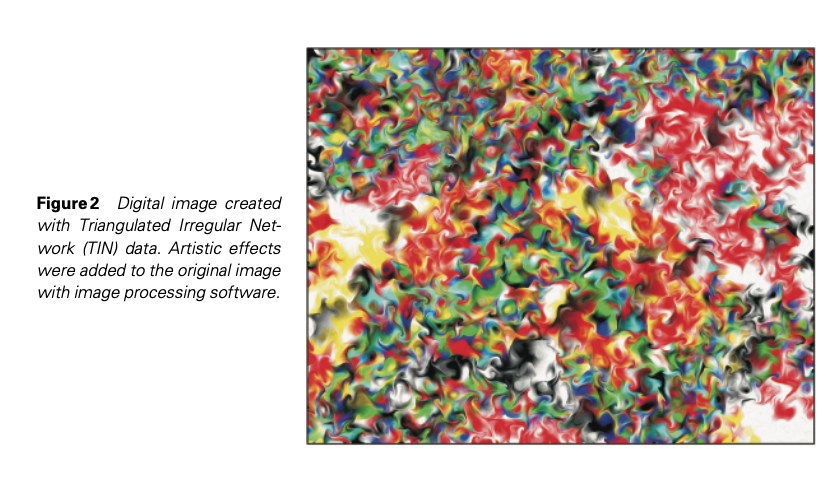 Figure 2 Digital image created
with Triangulated Irregular Net-
work (TIN) data. Artistic effects
were added to the original image
with image processing software.